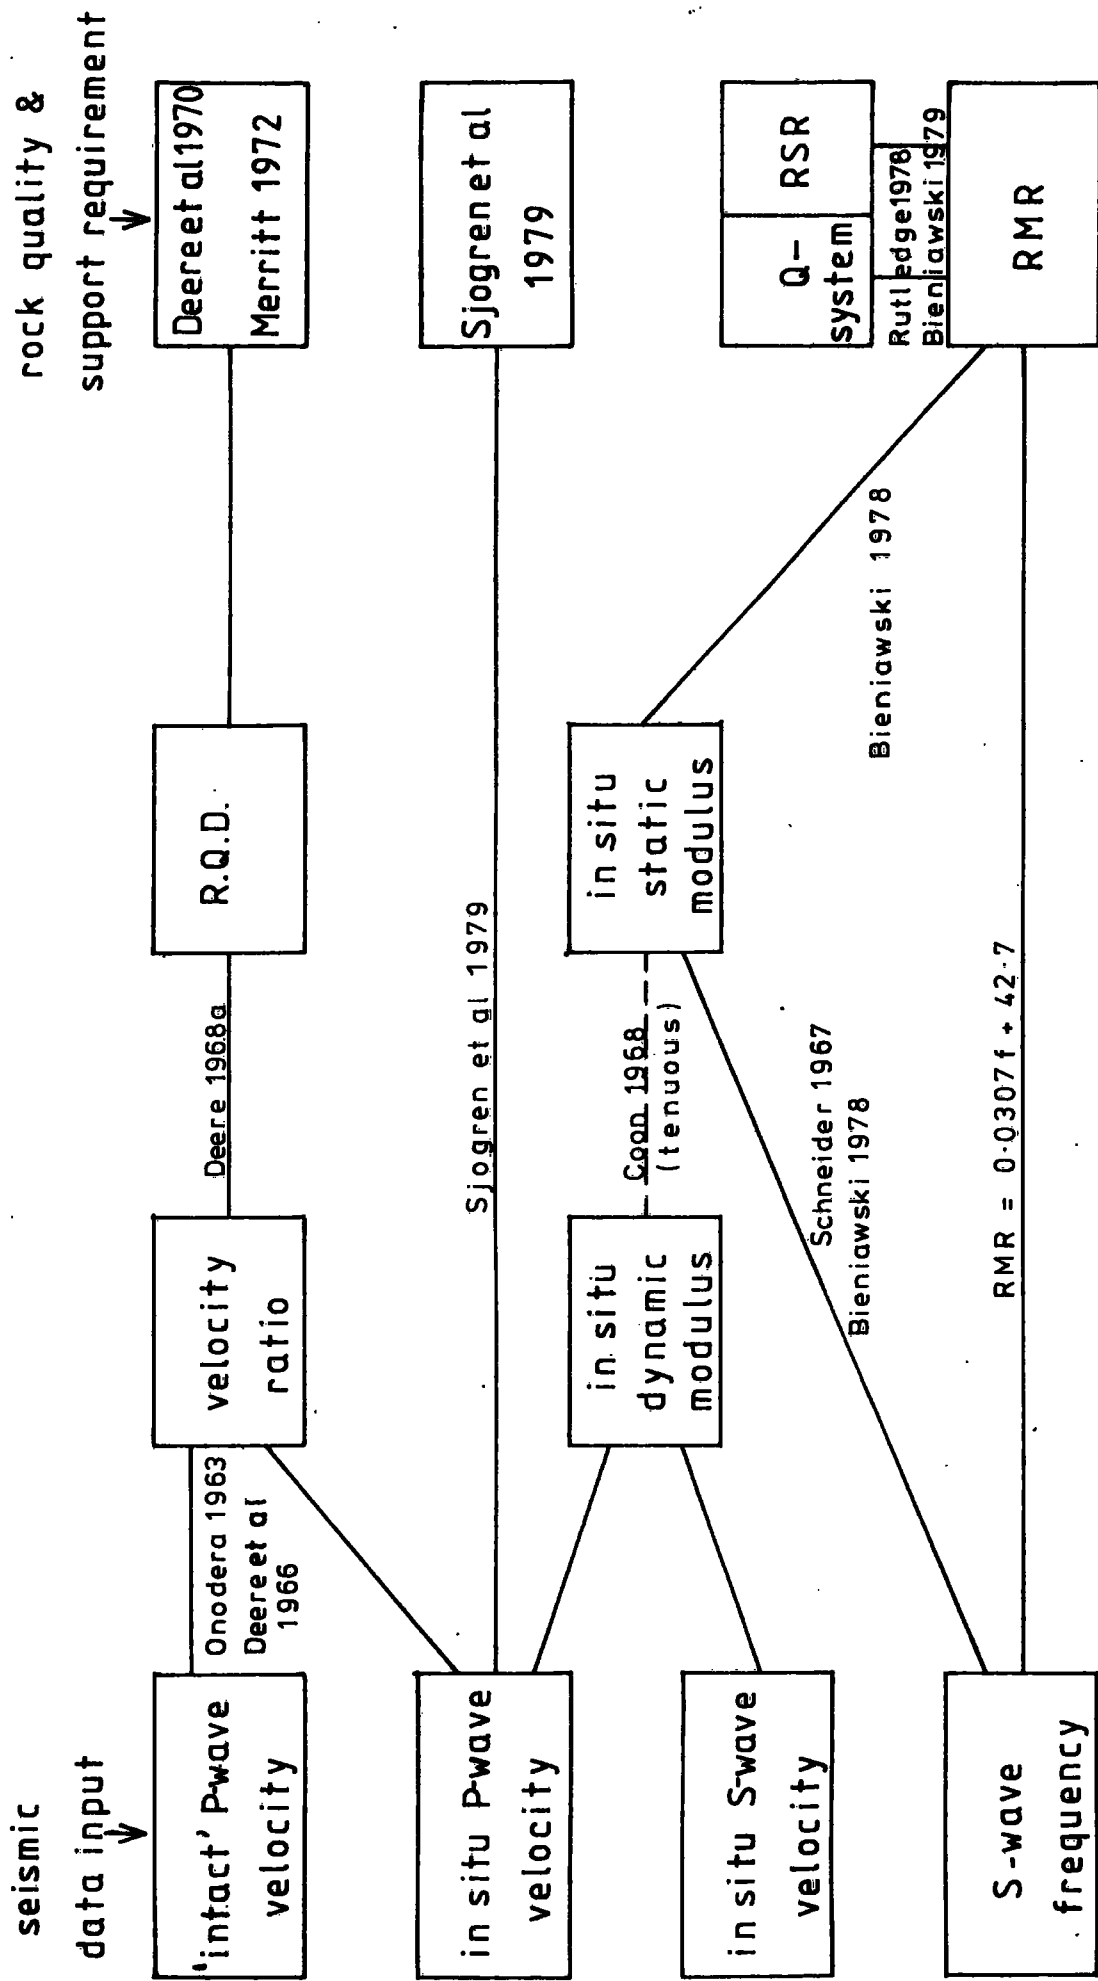 seismic
data input
rock quality &
support requirement
'intact' P-wave
velocity
Onodera 1963
Deere et al
1966
velocity
ratio
Deere 1968a
R.Q.D.
Deere et al 1970
Merritt 1972
in situ P-wave
velocity
Sjogren et al 1979
Sjogren et al
1979
in situ S-wave
velocity
in situ
dynamic
modulus
Coon 1968
(tenuous)
in situ
static
modulus
Schneider 1967
Bieniawski 1978
Bieniawski 1978
Q-
system
RSR
Rutledge 1978
Bieniawski 1979
S-wave
frequency
RMR = 0·0307f + 42·7
RMR